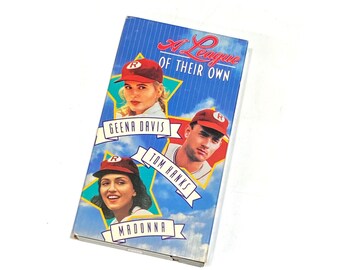 A League
OF THEIR OWN
R
GEENA DAVIS
R
TOM HANKS
R
MADONNA